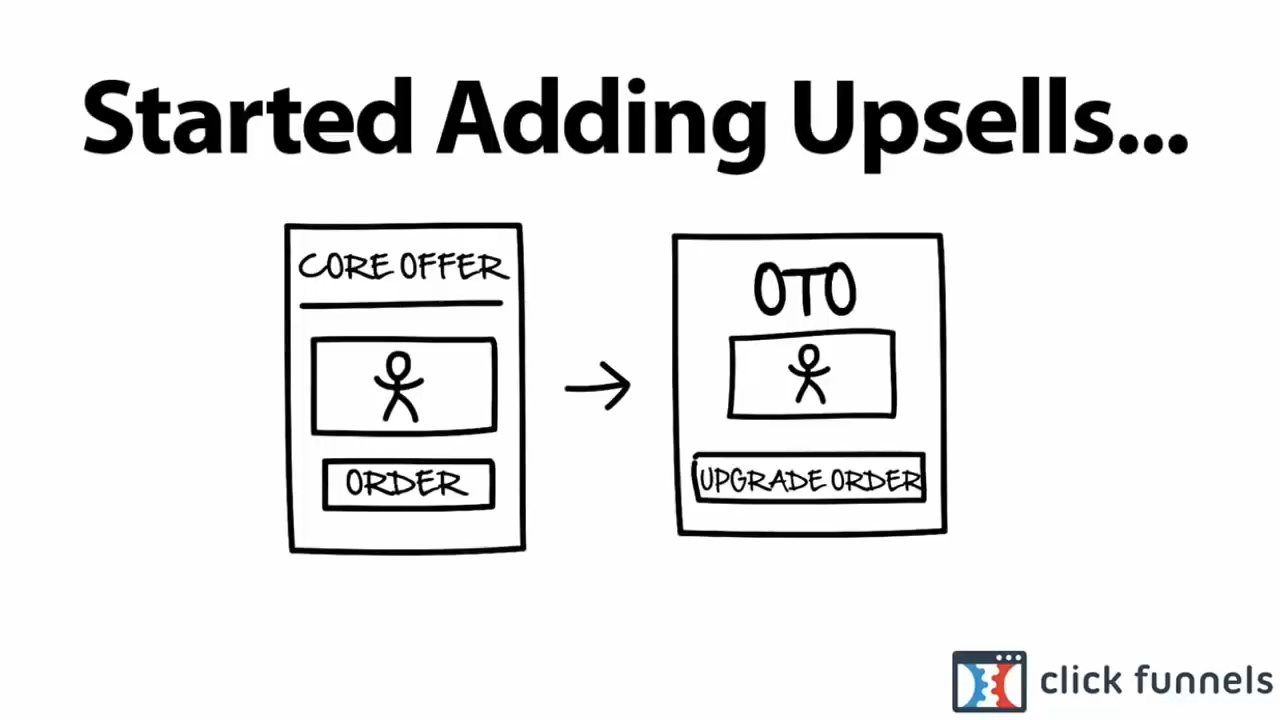 Started Adding Upsells...
CORE OFFER
ORDER
OTO
UPGRADE ORDER
click funnels